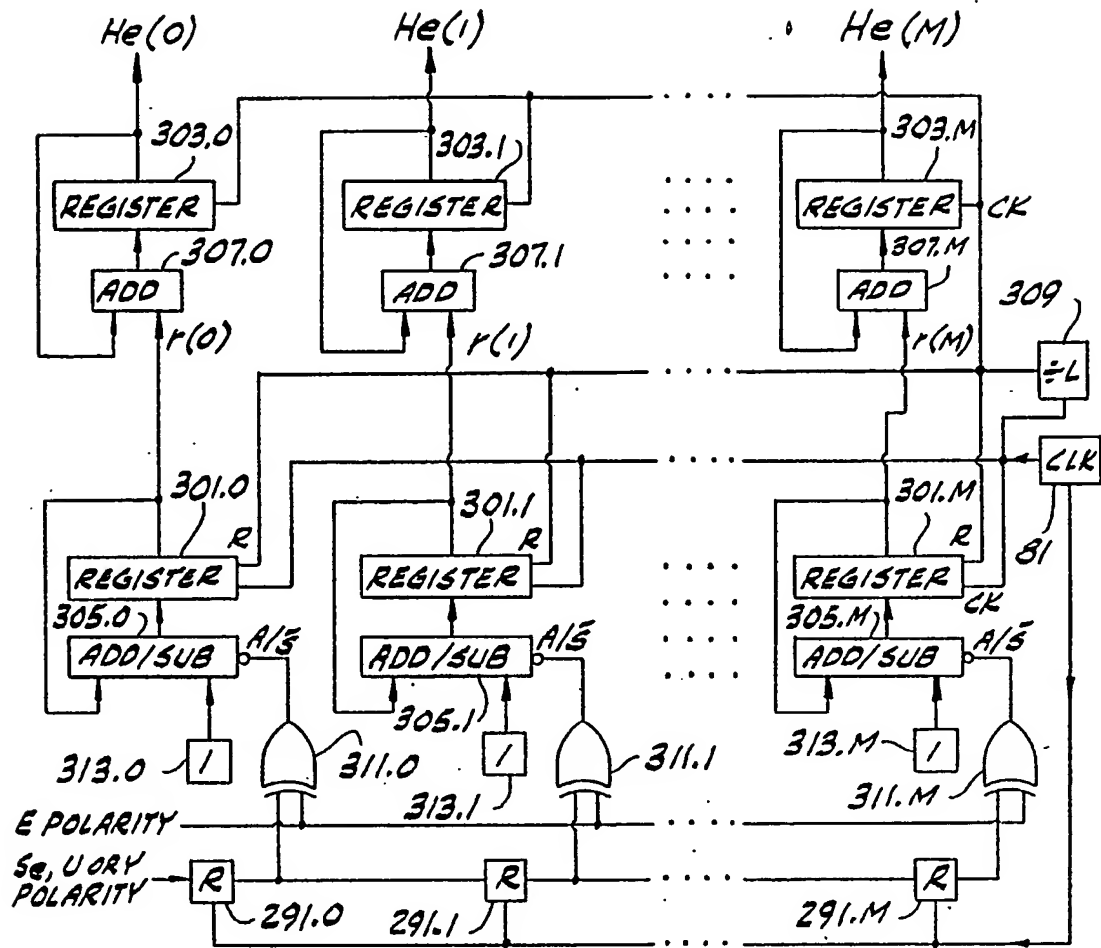 He(0) He(1) He(M)
303.0 303.1 303.M
REGISTER REGISTER REGISTER CK
307.0 307.1 307.M
ADD ADD ADD 309
r(0) r(1) r(M)
÷L
CLK
301.0 301.1 301.M
R R R 81
REGISTER REGISTER REGISTER
CK
305.0 A/S̅ A/S̅ 305.M A/S̅
ADD/SUB ADD/SUB ADD/SUB
305.1
1 1 1
313.0 311.0 313.1 311.1 313.M 311.M
E POLARITY
Se, U OR Y
POLARITY
R R R
291.0 291.1 291.M